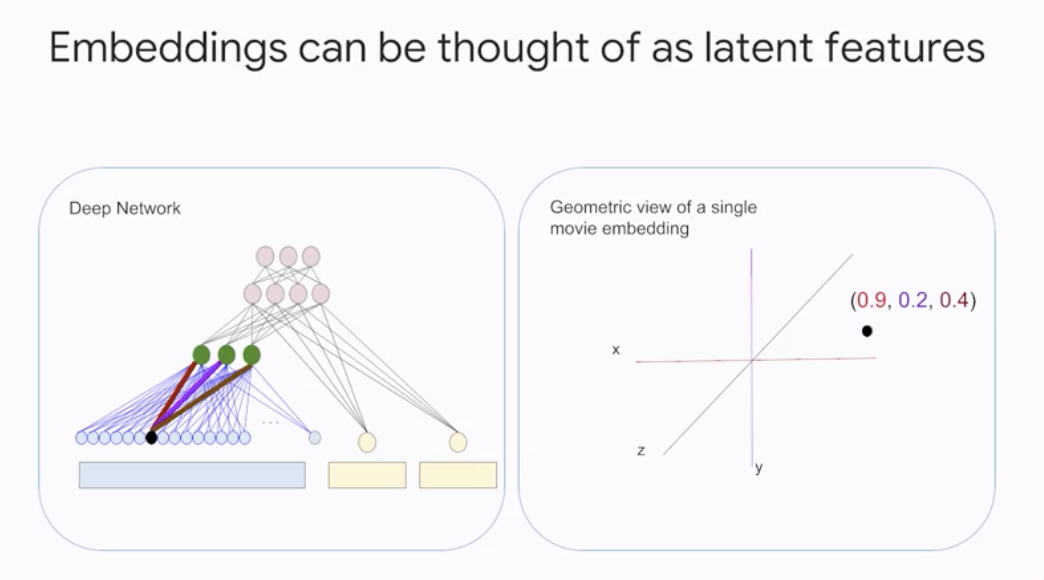 Embeddings can be thought of as latent features
Deep Network
...
Geometric view of a single
movie embedding
(0.9, 0.2, 0.4)
x
z
y